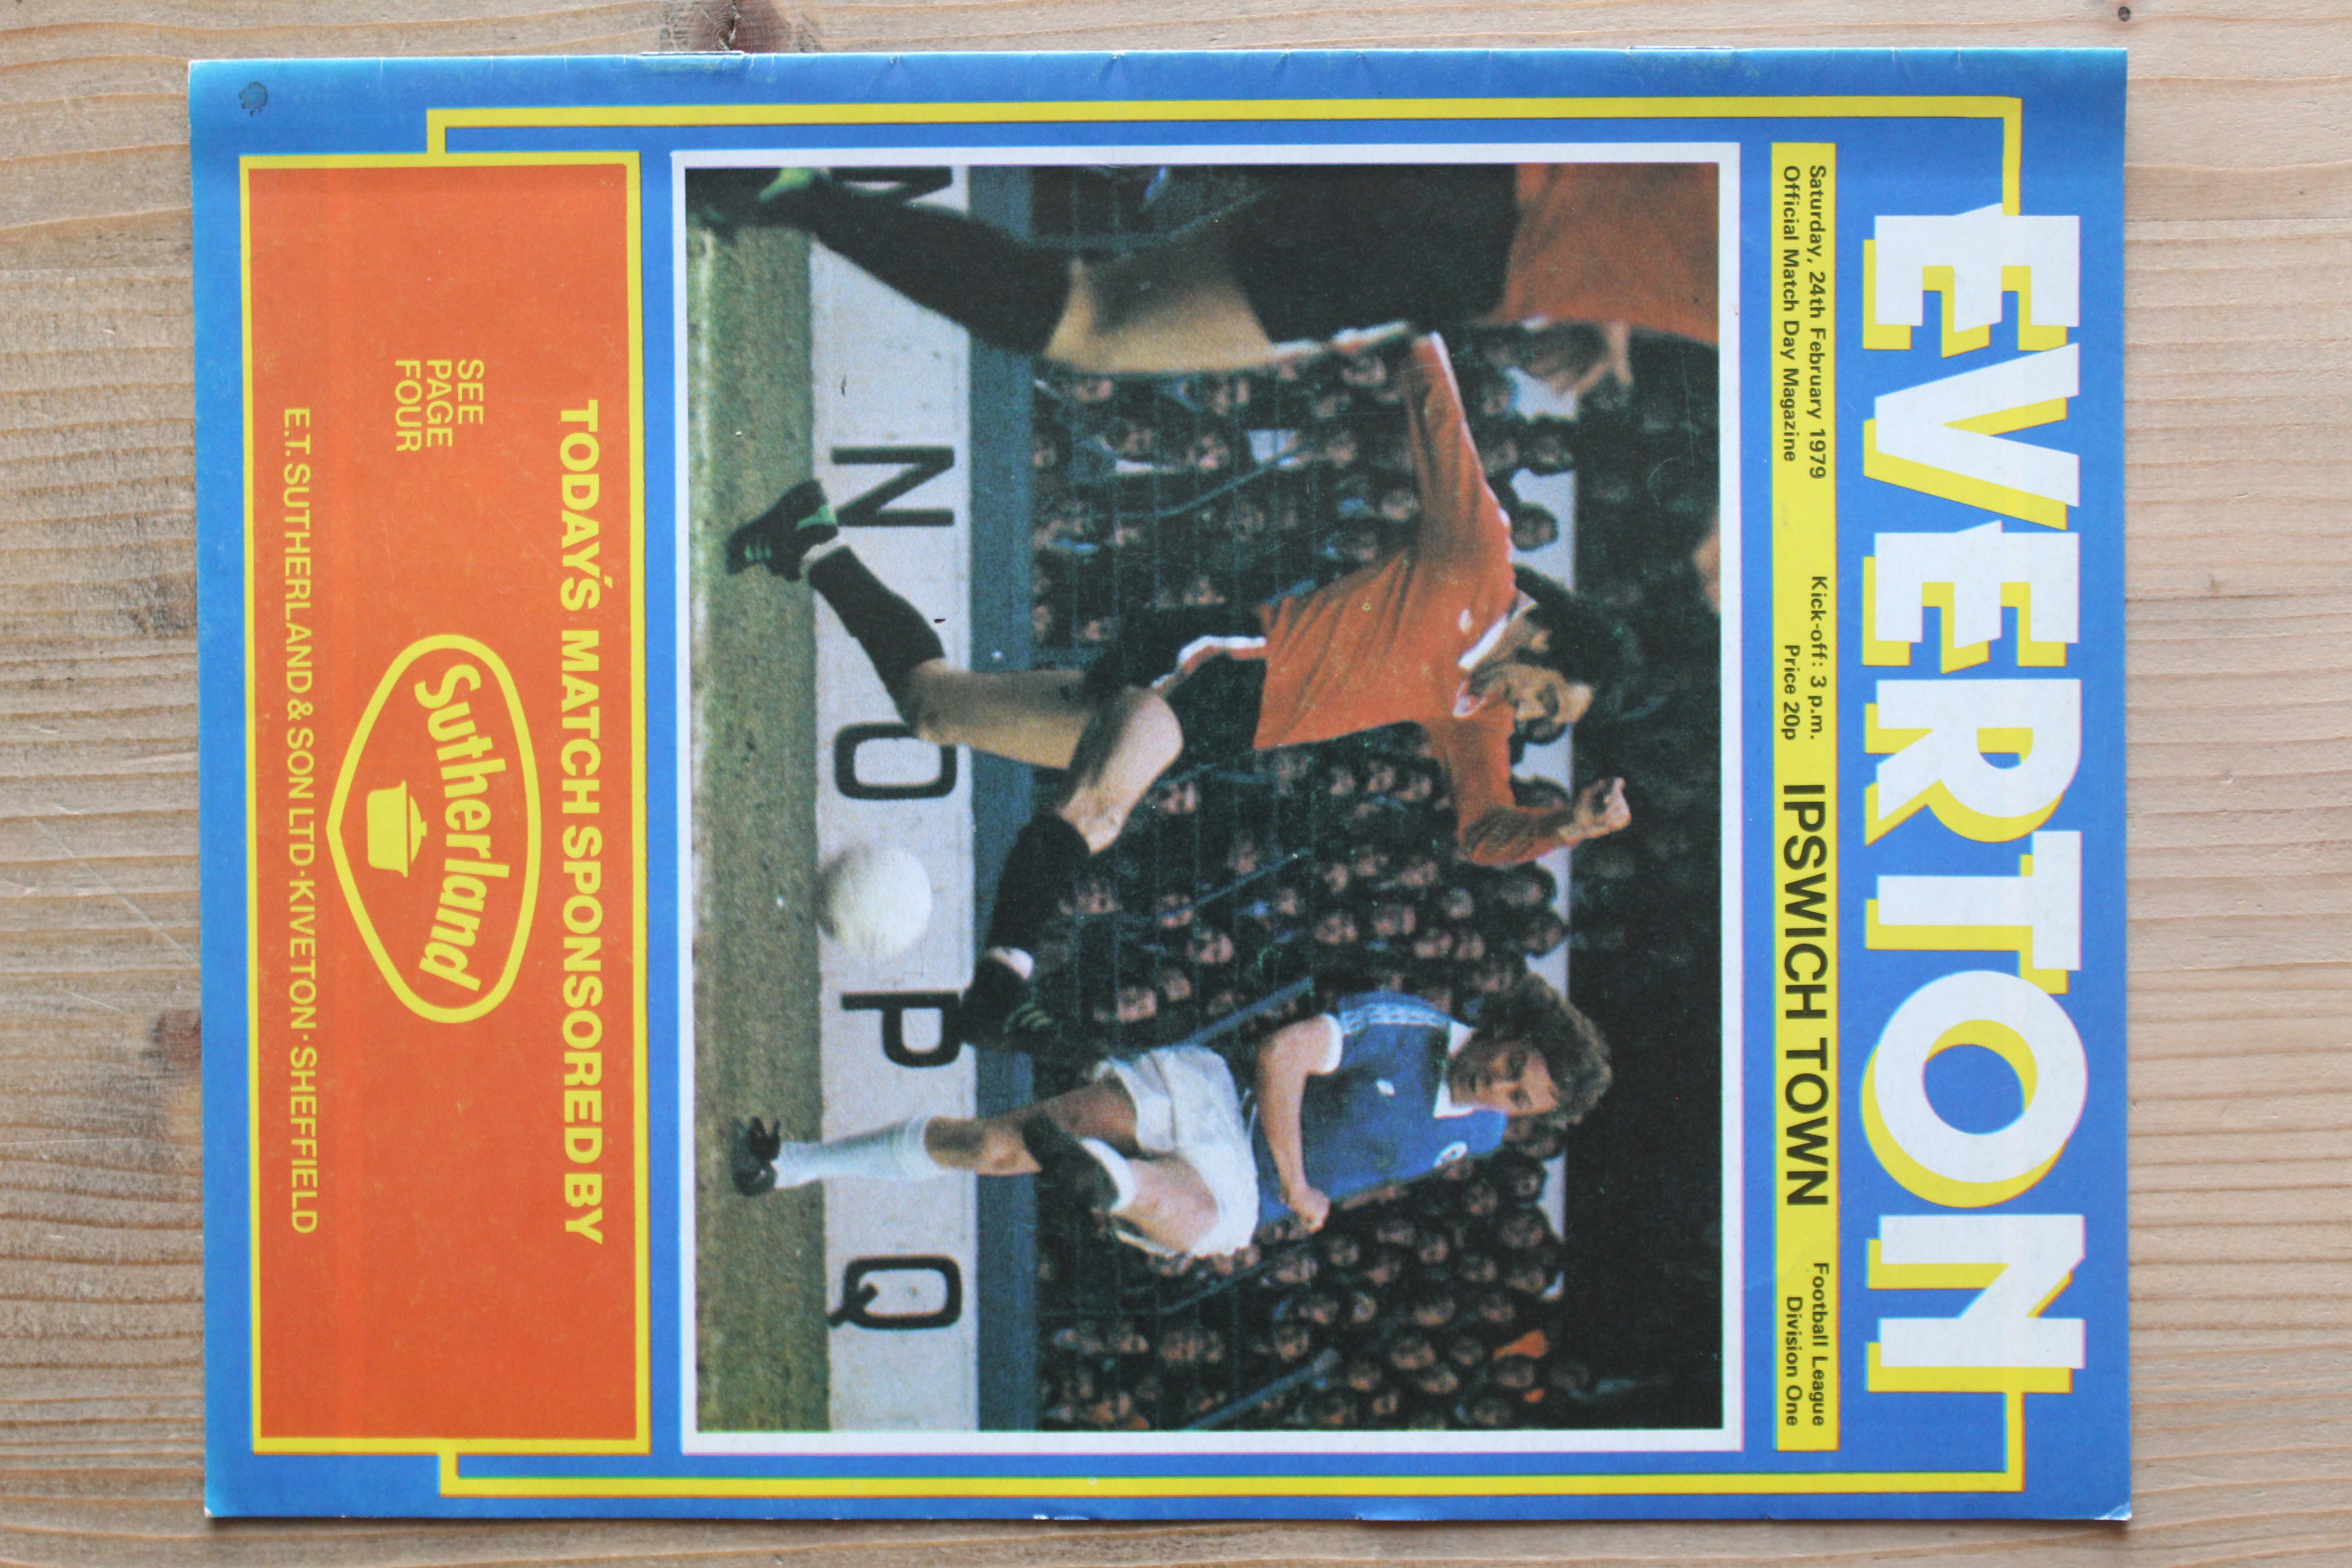 EVERTON
Saturday, 24th February 1979
Official Match Day Magazine
Kick-off: 3 p.m.
Price 20p
IPSWICH TOWN
Football League
Division One
N N O P Q
TODAY'S MATCH SPONSORED BY
SEE
PAGE
FOUR
Sutherland
E.T. SUTHERLAND & SON LTD · KIVETON · SHEFFIELD